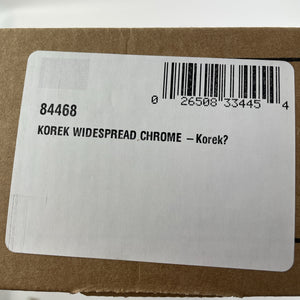 0 26508 33445 4
84468
KOREK WIDESPREAD CHROME – Korek?